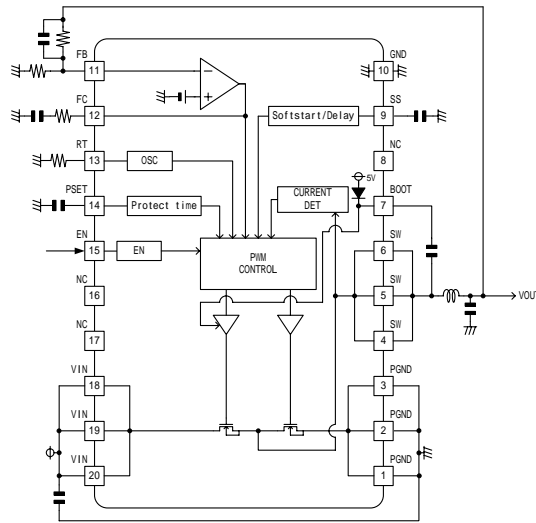 FB
11
FC
12
RT
13
OSC
PSET
14
Protect time
EN
15
EN
NC
16
NC
17
VIN
18
VIN
19
VIN
20
GND
10
SS
9
Softstart/Delay
NC
8
5V
BOOT
7
CURRENT
DET
SW
6
PWM
CONTROL
SW
5
VOUT
SW
4
PGND
3
PGND
2
PGND
1
−
+